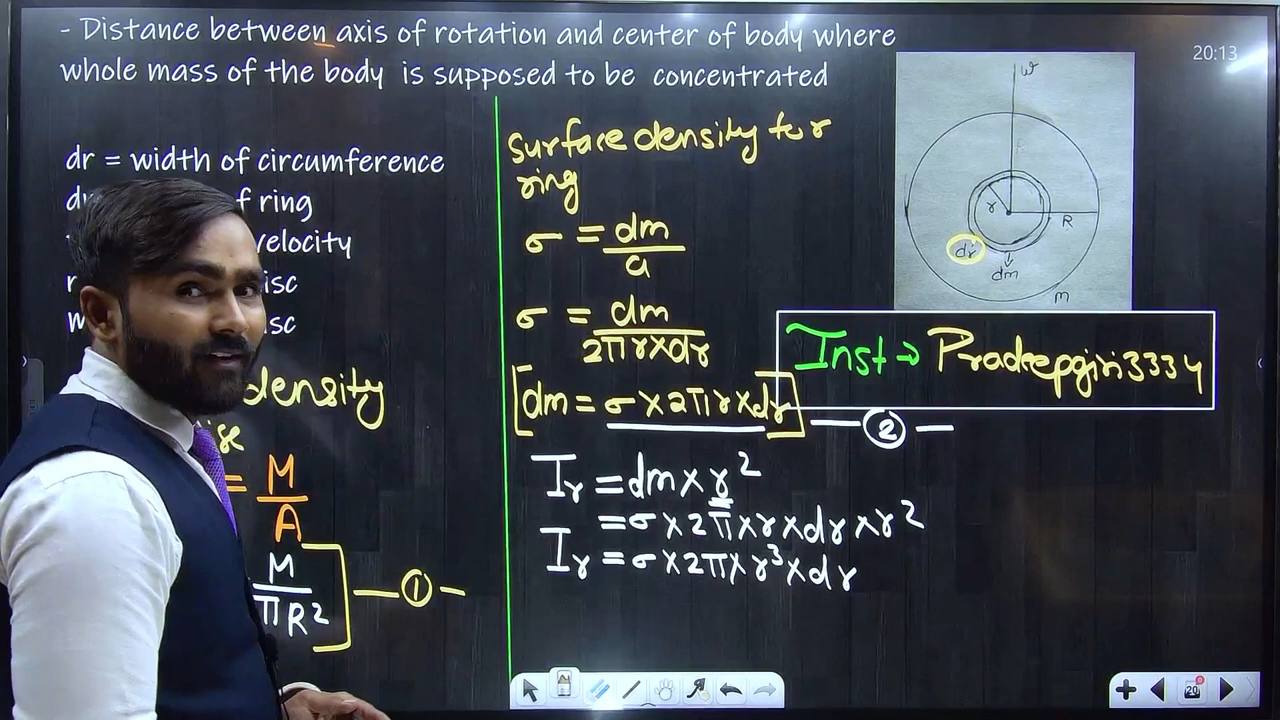 - Distance between axis of rotation and center of body where
whole mass of the body is supposed to be concentrated
20:13
dr = width of circumference
of ring
velocity
isc
sc
density
= M/A
M/πR² ] — ① —
Surface density for
ring
σ = dm/a
σ = dm/2πr×dr
[dm = σ×2πr×dr] — ② —
Ir = dm×r²
= σ×2π×r×dr×r²
Ir = σ×2π×r³×dr
w
r
R
dr
dm
M
Inst → Pradeepgiri3334
20